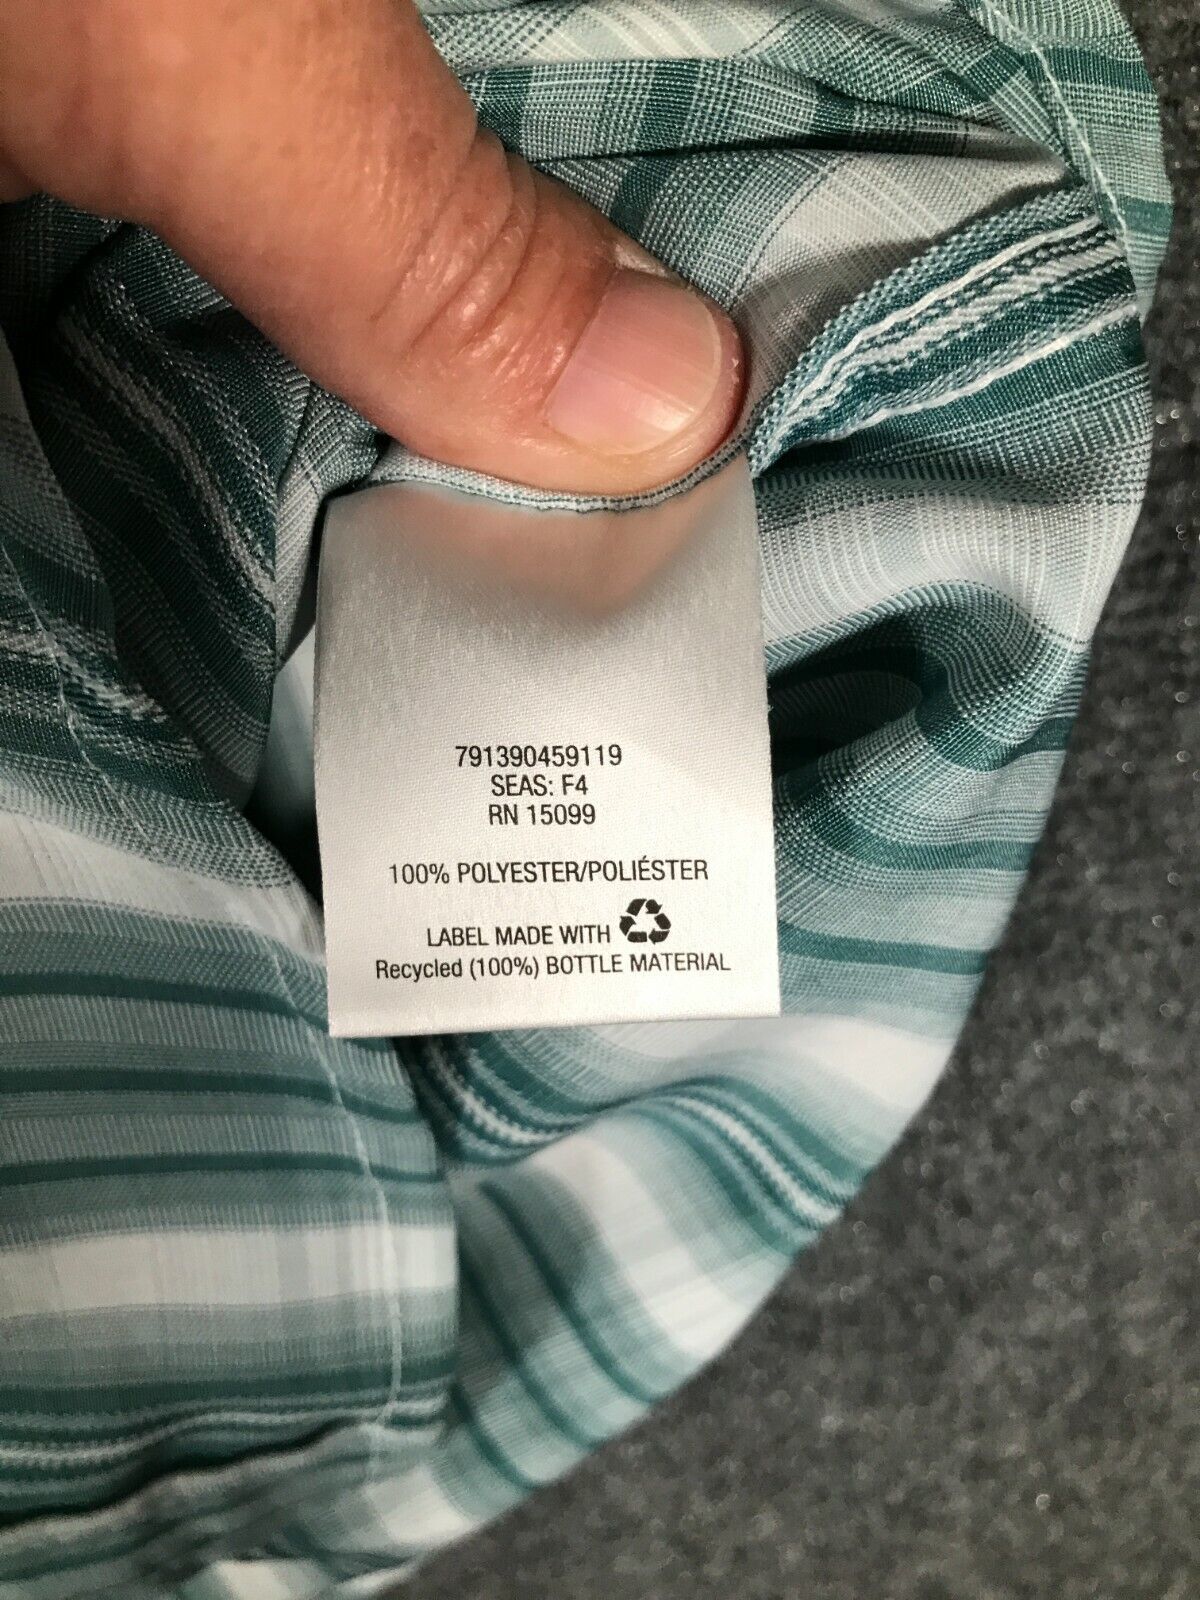 791390459119
SEAS: F4
RN 15099
100% POLYESTER/POLIÉSTER
LABEL MADE WITH
Recycled (100%) BOTTLE MATERIAL